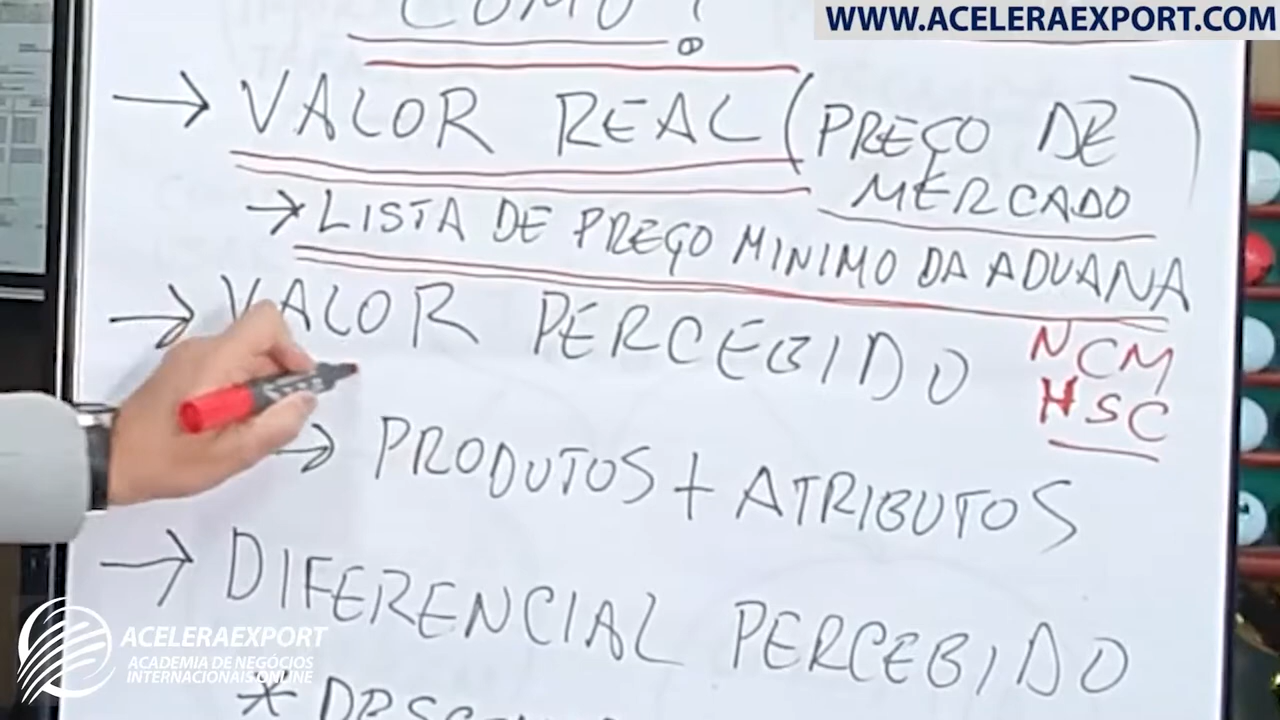 WWW.ACELERAEXPORT.COM
COMO?
→ VALOR REAL (PREÇO DE MERCADO)
→ LISTA DE PREÇO MINIMO DA ADUANA
NCM
HSC
→ VALOR PERCEBIDO
→ PRODUTOS + ATRIBUTOS
→ DIFERENCIAL PERCEBIDO
ACELERAEXPORT
ACADEMIA DE NEGÓCIOS
INTERNACIONAIS ONLINE